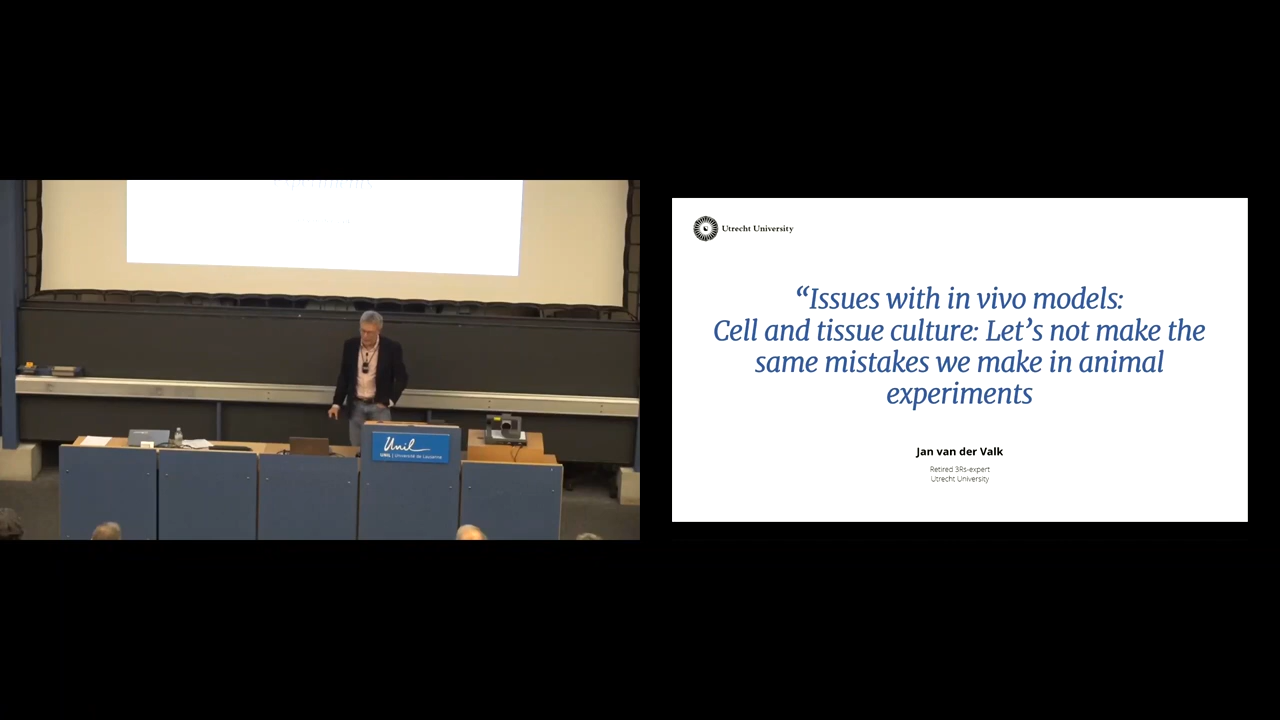 experiments
Unil
UNIL | Université de Lausanne
Utrecht University
“Issues with in vivo models:
Cell and tissue culture: Let’s not make the
same mistakes we make in animal
experiments
Jan van der Valk
Retired 3Rs-expert
Utrecht University